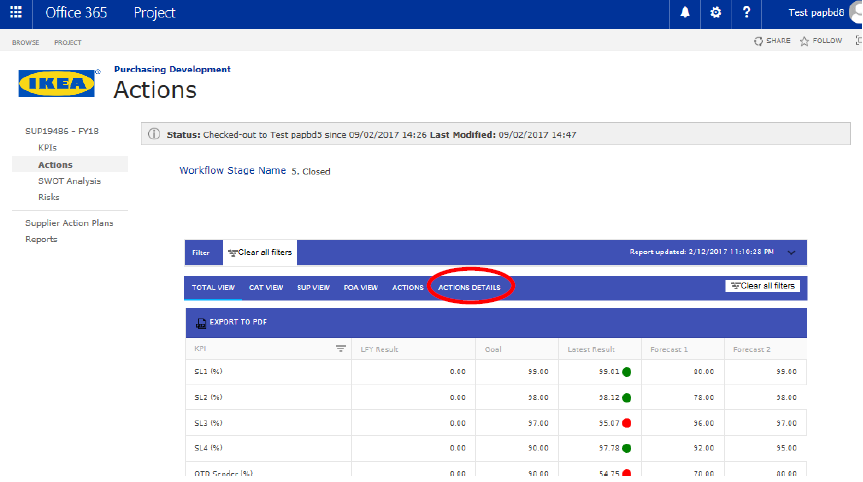 Office 365 Project Test papbd8
BROWSE PROJECT SHARE FOLLOW
IKEA ®
Purchasing Development
Actions
SUP19486 – FY18
KPIs
Actions
SWOT Analysis
Risks
Supplier Action Plans
Reports
Status: Checked-out to Test papbd5 since 09/02/2017 14:26 Last Modified: 09/02/2017 14:47
Workflow Stage Name 5, Closed
Filter Clear all filters Report updated: 2/12/2017 11:10:28 PM
TOTAL VIEW CAT VIEW SUP VIEW POA VIEW ACTIONS ACTIONS DETAILS Clear all filters
EXPORT TO PDF
KPI LFY Result Goal Latest Result Forecast 1 Forecast 2
SL1 (%) 0.00 99.00 99.01 80.00 99.00
SL2 (%) 0.00 98.00 98.12 78.00 98.00
SL3 (%) 0.00 97.00 95.07 96.00 97.00
SL4 (%) 0.00 90.00 97.78 92.00 95.00
OTD Sender (%) 0.00 90.00 54.75 70.00 80.00